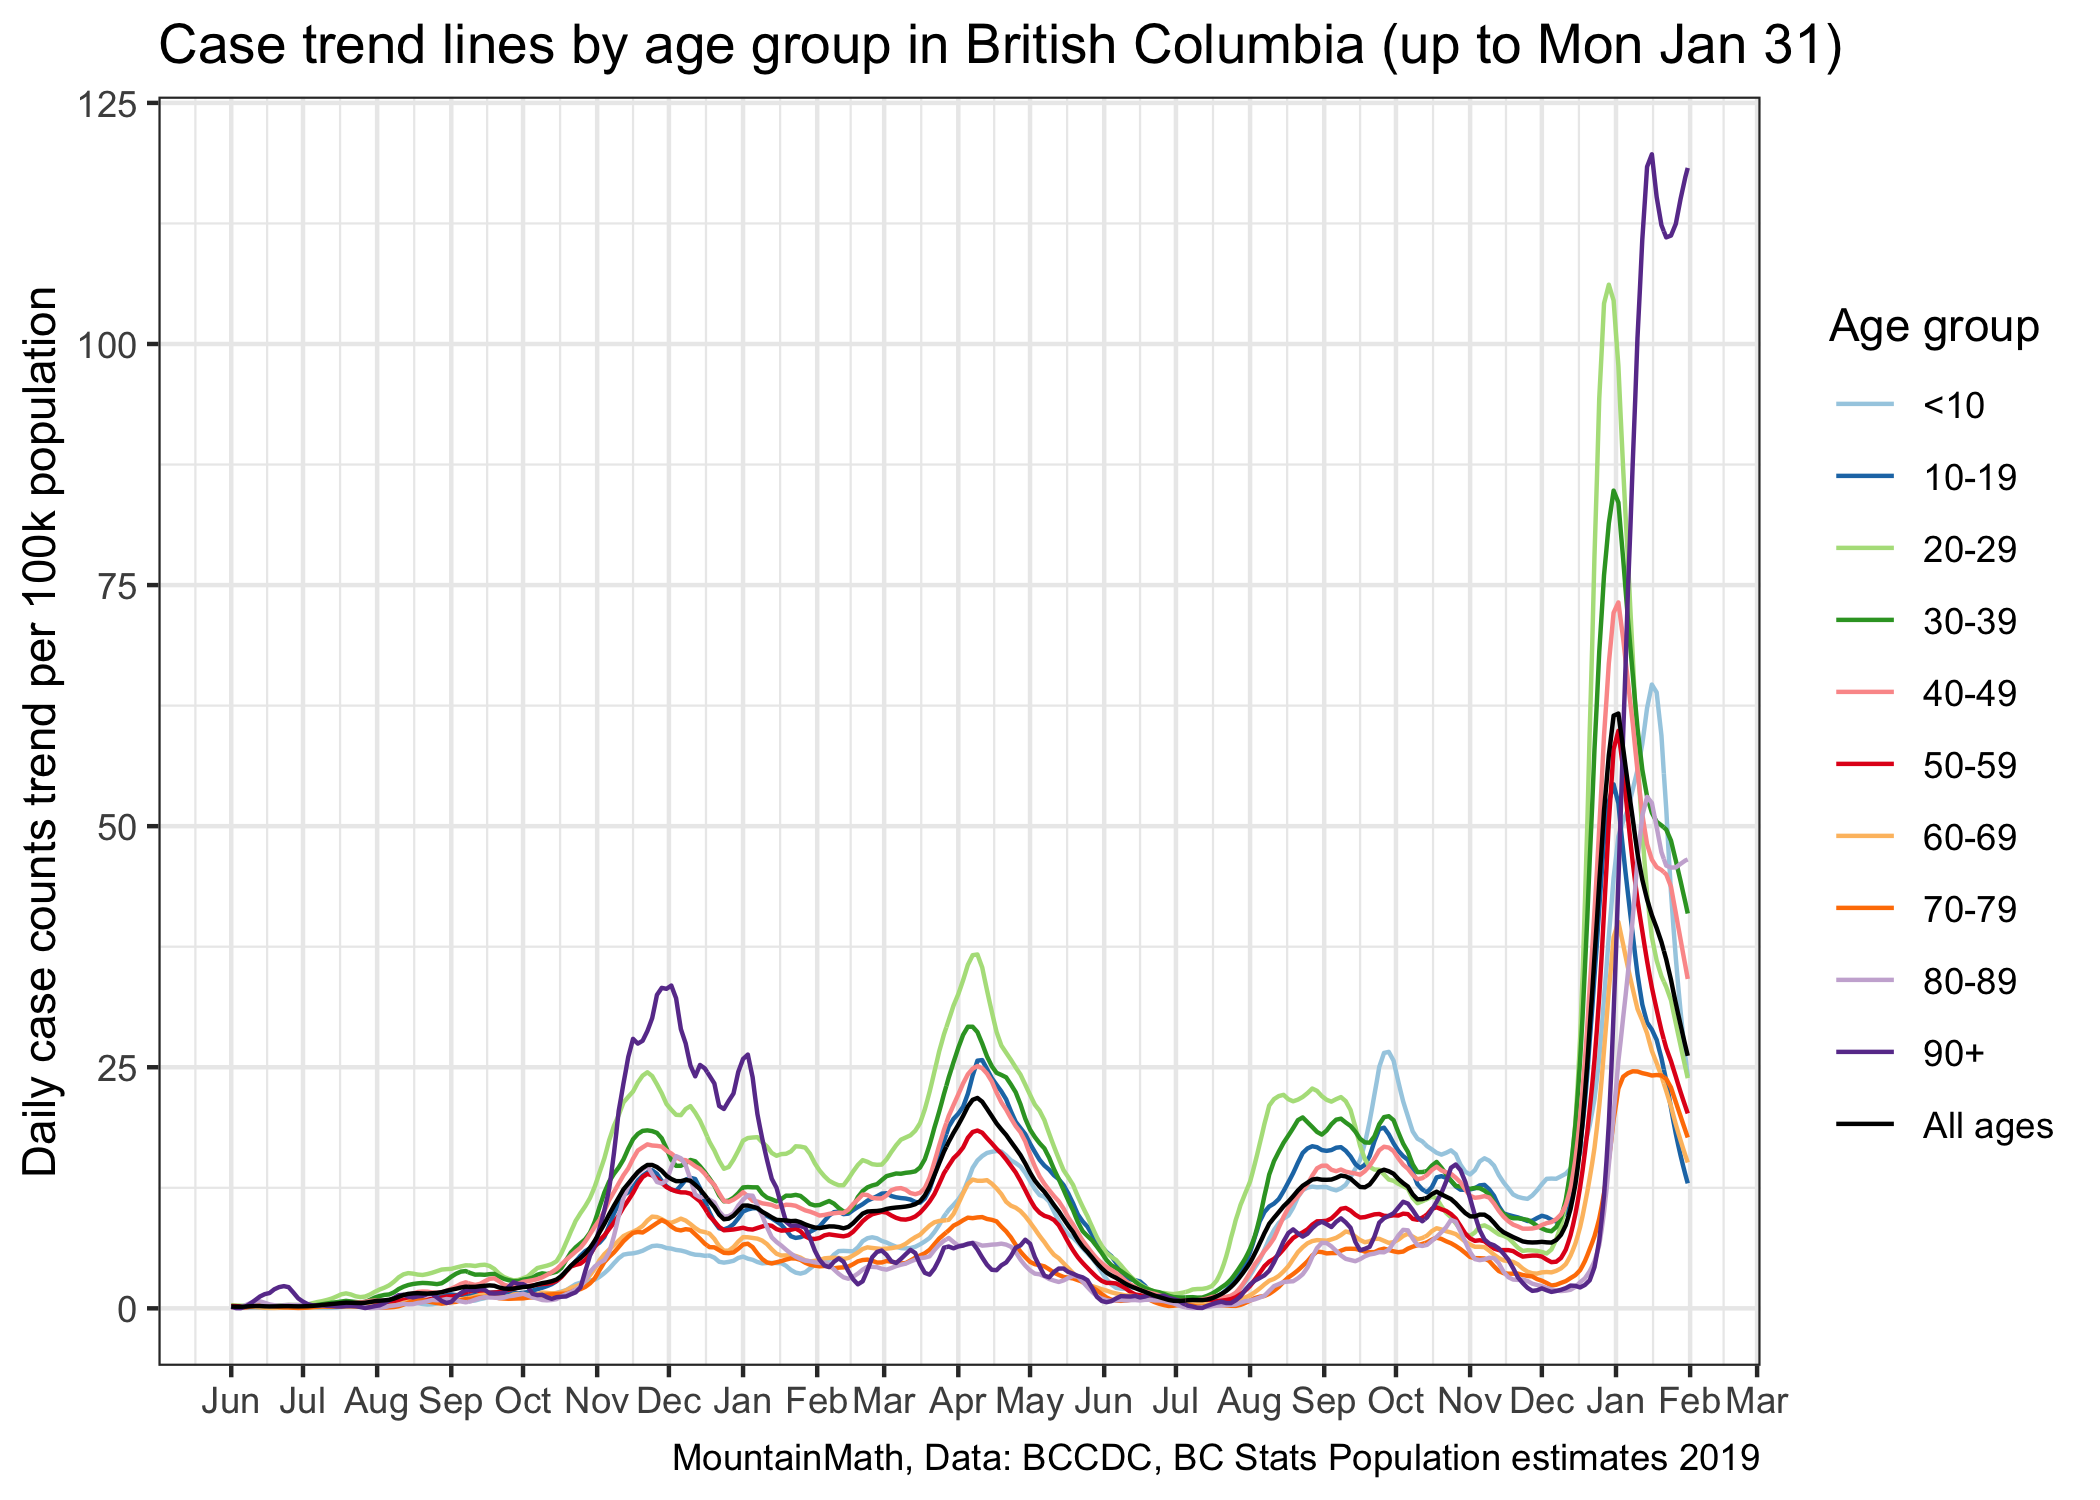 Case trend lines by age group in British Columbia (up to Mon Jan 31)
Daily case counts trend per 100k population
125
100
75
50
25
0
Jun Jul Aug Sep Oct Nov Dec Jan Feb Mar Apr May Jun Jul Aug Sep Oct Nov Dec Jan Feb Mar
Age group
<10
10-19
20-29
30-39
40-49
50-59
60-69
70-79
80-89
90+
All ages
MountainMath, Data: BCCDC, BC Stats Population estimates 2019